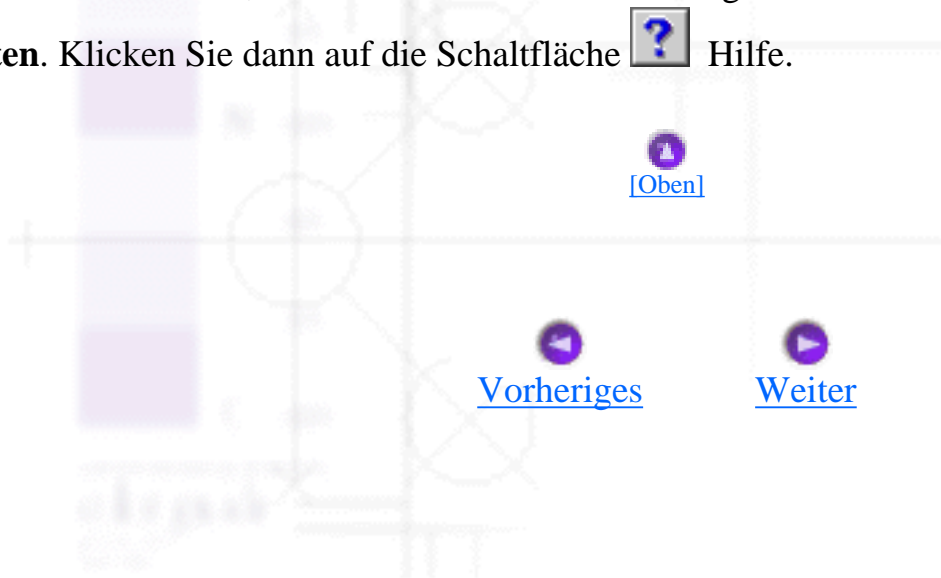 ten. Klicken Sie dann auf die Schaltfläche ? Hilfe.
[Oben]
Vorheriges Weiter